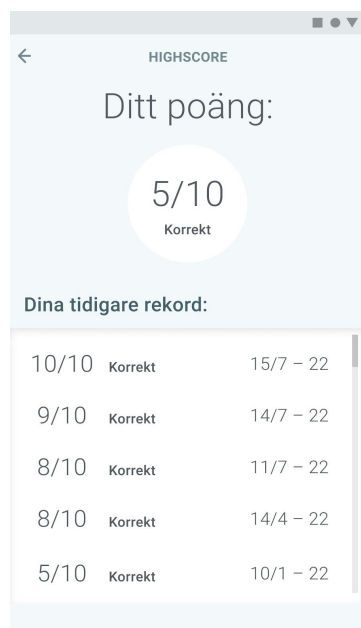 HIGHSCORE
Ditt poäng:
5/10
Korrekt
Dina tidigare rekord:
10/10 Korrekt 15/7 – 22
9/10 Korrekt 14/7 – 22
8/10 Korrekt 11/7 – 22
8/10 Korrekt 14/4 – 22
5/10 Korrekt 10/1 – 22